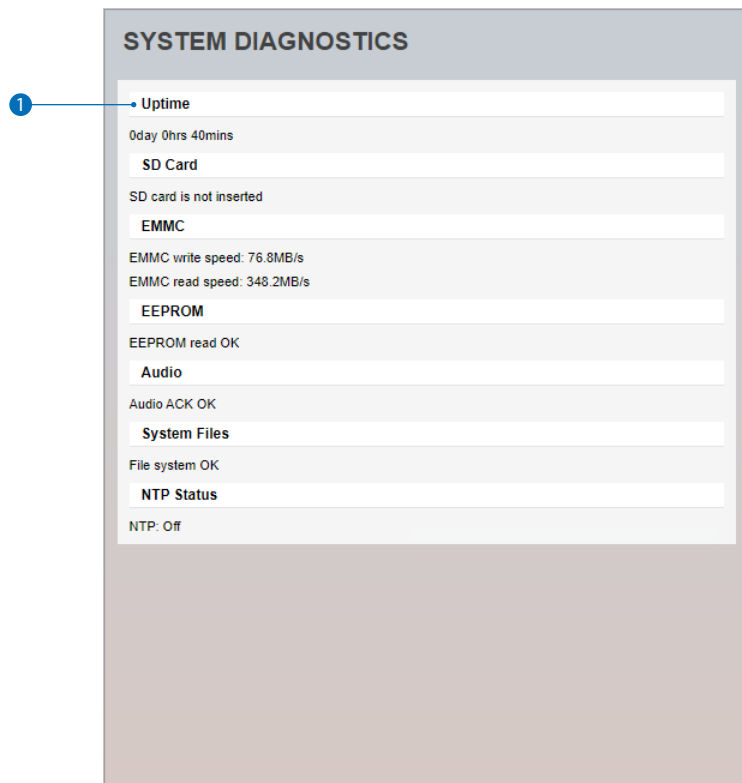 SYSTEM DIAGNOSTICS
1
Uptime
0day 0hrs 40mins
SD Card
SD card is not inserted
EMMC
EMMC write speed: 76.8MB/s
EMMC read speed: 348.2MB/s
EEPROM
EEPROM read OK
Audio
Audio ACK OK
System Files
File system OK
NTP Status
NTP: Off